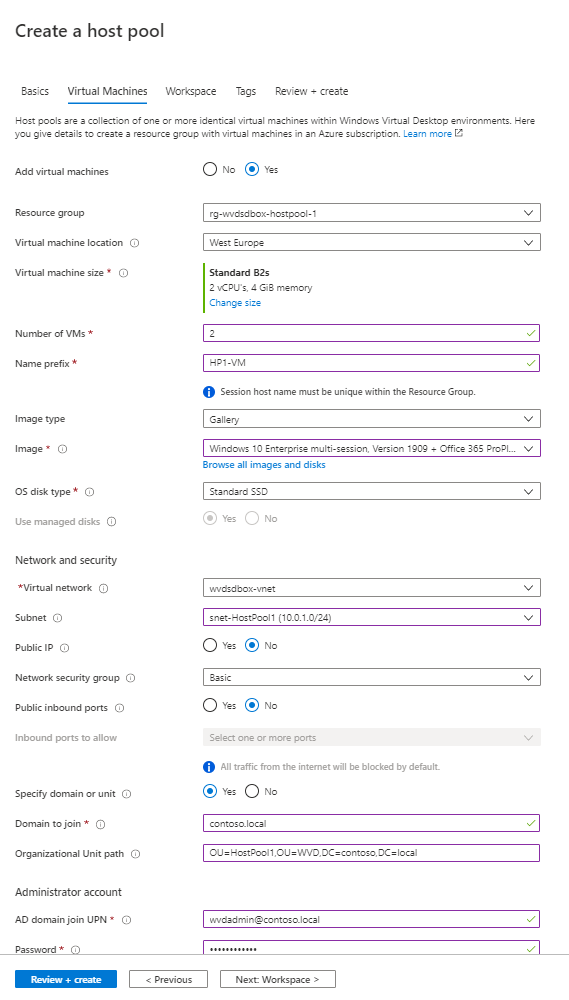 Create a host pool
Basics Virtual Machines Workspace Tags Review + create
Host pools are a collection of one or more identical virtual machines within Windows Virtual Desktop environments. Here
you give details to create a resource group with virtual machines in an Azure subscription. Learn more
Add virtual machines No Yes
Resource group rg-wvdsdbox-hostpool-1
Virtual machine location West Europe
Virtual machine size * Standard B2s
2 vCPU's, 4 GiB memory
Change size
Number of VMs * 2
Name prefix * HP1-VM
Session host name must be unique within the Resource Group.
Image type Gallery
Image * Windows 10 Enterprise multi-session, Version 1909 + Office 365 ProPl...
Browse all images and disks
OS disk type * Standard SSD
Use managed disks Yes No
Network and security
*Virtual network wvdsdbox-vnet
Subnet snet-HostPool1 (10.0.1.0/24)
Public IP Yes No
Network security group Basic
Public inbound ports Yes No
Inbound ports to allow Select one or more ports
All traffic from the internet will be blocked by default.
Specify domain or unit Yes No
Domain to join * contoso.local
Organizational Unit path OU=HostPool1,OU=WVD,DC=contoso,DC=local
Administrator account
AD domain join UPN * wvdadmin@contoso.local
Password * ••••••••••••
Review + create < Previous Next: Workspace >